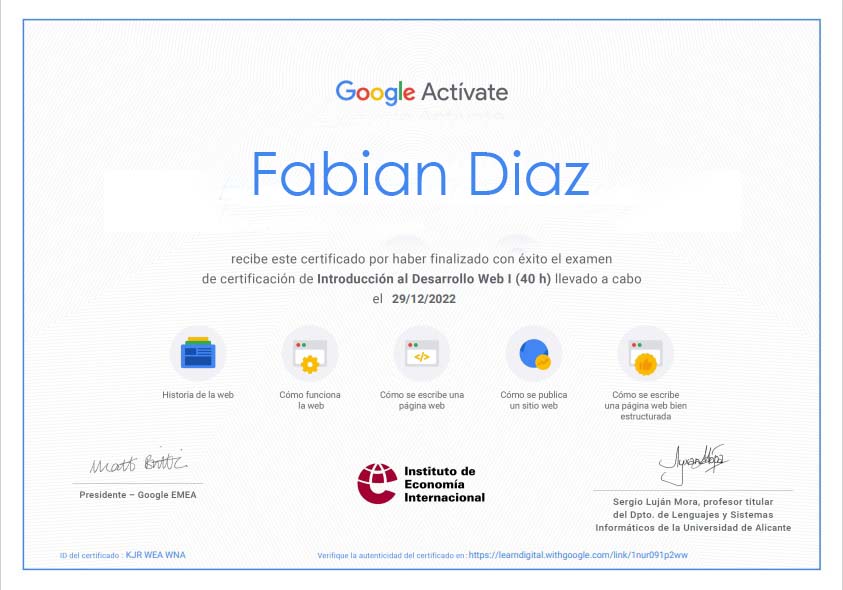 Google Actívate
Fabian Diaz
recibe este certificado por haber finalizado con éxito el examen
de certificación de Introducción al Desarrollo Web I (40 h) llevado a cabo
el 29/12/2022
</>
Historia de la web
Cómo funciona
la web
Cómo se escribe una
página web
Cómo se publica
un sitio web
Cómo se escribe
una página web bien
estructurada
Matt Brittin
Presidente – Google EMEA
Instituto de
Economía
Internacional
Sergio Luján Mora, profesor titular
del Dpto. de Lenguajes y Sistemas
Informáticos de la Universidad de Alicante
ID del certificado : KJR WEA WNA
Verifique la autenticidad del certificado en: https://learndigital.withgoogle.com/link/1nur091p2ww